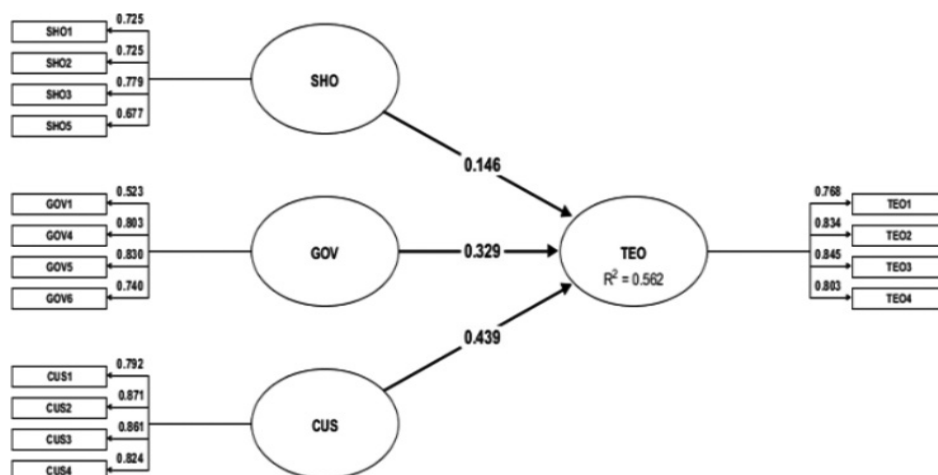 0.725
SHO1
0.725
SHO2
0.779
SHO3
0.677
SHO5
SHO
0.146
0.523
GOV1
0.803
GOV4
0.830
GOV5
0.740
GOV6
GOV
0.329
TEO
R² = 0.562
0.768
TEO1
0.834
TEO2
0.845
TEO3
0.803
TEO4
0.439
0.792
CUS1
0.871
CUS2
0.861
CUS3
0.824
CUS4
CUS